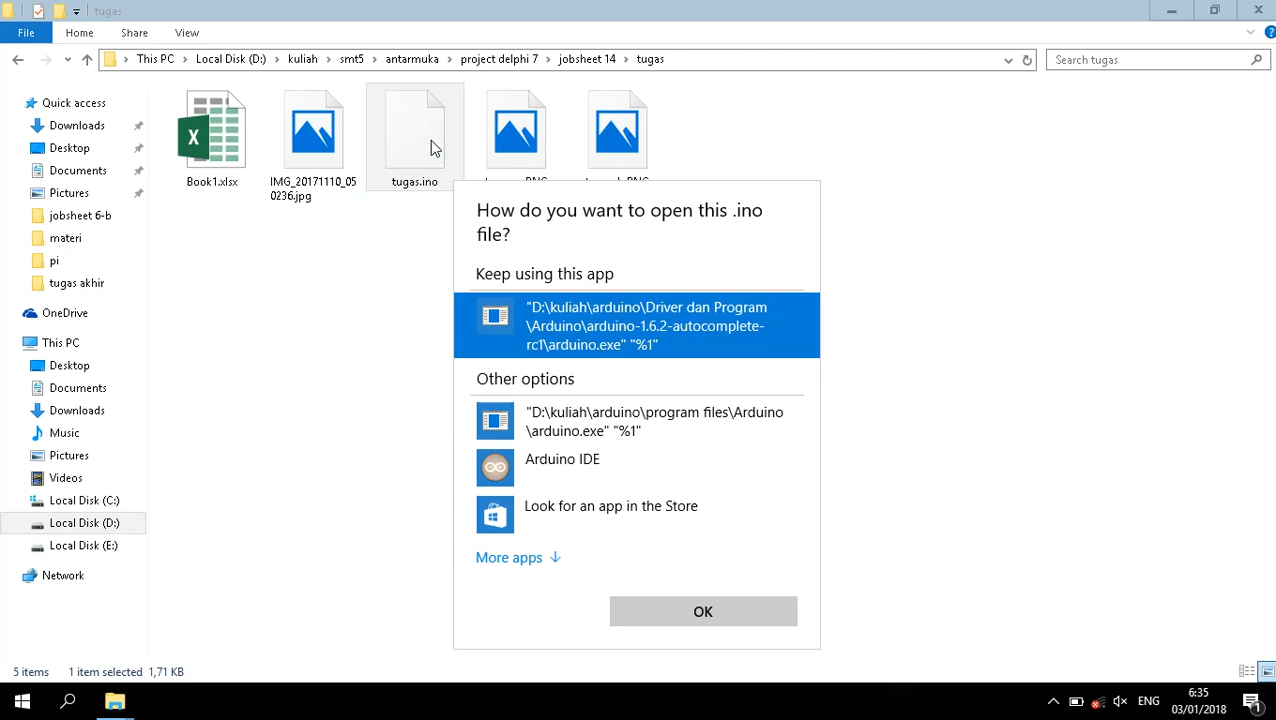 tugas
File Home Share View
This PC Local Disk (D:) kuliah smt5 antarmuka project delphi 7 jobsheet 14 tugas
Search tugas
Quick access
Downloads
Desktop
Documents
Pictures
jobsheet 6-b
materi
pi
tugas akhir
OneDrive
This PC
Desktop
Documents
Downloads
Music
Pictures
Videos
Local Disk (C:)
Local Disk (D:)
Local Disk (E:)
Network
Book1.xlsx
IMG_20171110_05
0236.jpg
tugas.ino
How do you want to open this .ino
file?
Keep using this app
"D:\kuliah\arduino\Driver dan Program
\Arduino\arduino-1.6.2-autocomplete-
rc1\arduino.exe" "%1"
Other options
"D:\kuliah\arduino\program files\Arduino
\arduino.exe" "%1"
Arduino IDE
Look for an app in the Store
More apps
OK
5 items 1 item selected 1,71 KB
ENG
6:35
03/01/2018
1